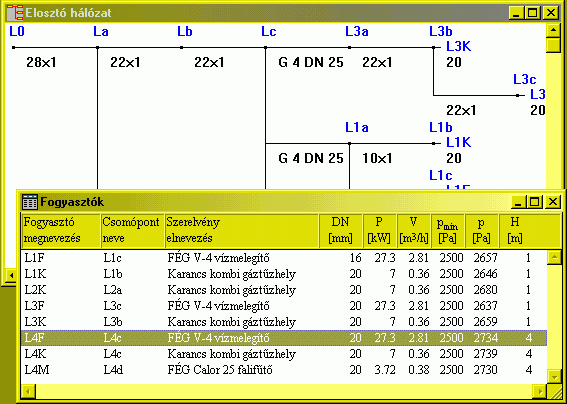 Elosztó hálózat
L0 La Lb Lc L3a L3b
L3K
28x1 22x1 22x1 G 4 DN 25 22x1 20
L3c
L3
22x1 20
L1a L1b
L1K
G 4 DN 25 10x1 20
L1c
Fogyasztók
Fogyasztó Csomópont Szerelvény DN P V pmin p H
megnevezés neve elnevezés [mm] [kW] [m³/h] [Pa] [Pa] [m]
L1F L1c FÉG V-4 vízmelegítő 16 27.3 2.81 2500 2657 1
L1K L1b Karancs kombi gáztűzhely 20 7 0.36 2500 2646 1
L2K L2a Karancs kombi gáztűzhely 20 7 0.36 2500 2680 1
L3F L3c FÉG V-4 vízmelegítő 20 27.3 2.81 2500 2637 1
L3K L3b Karancs kombi gáztűzhely 20 7 0.36 2500 2659 1
L4F L4c FÉG V-4 vízmelegítő 20 27.3 2.81 2500 2734 4
L4K L4c Karancs kombi gáztűzhely 20 7 0.36 2500 2739 4
L4M L4d FÉG Calor 25 falifűtő 20 3.72 0.38 2500 2730 4